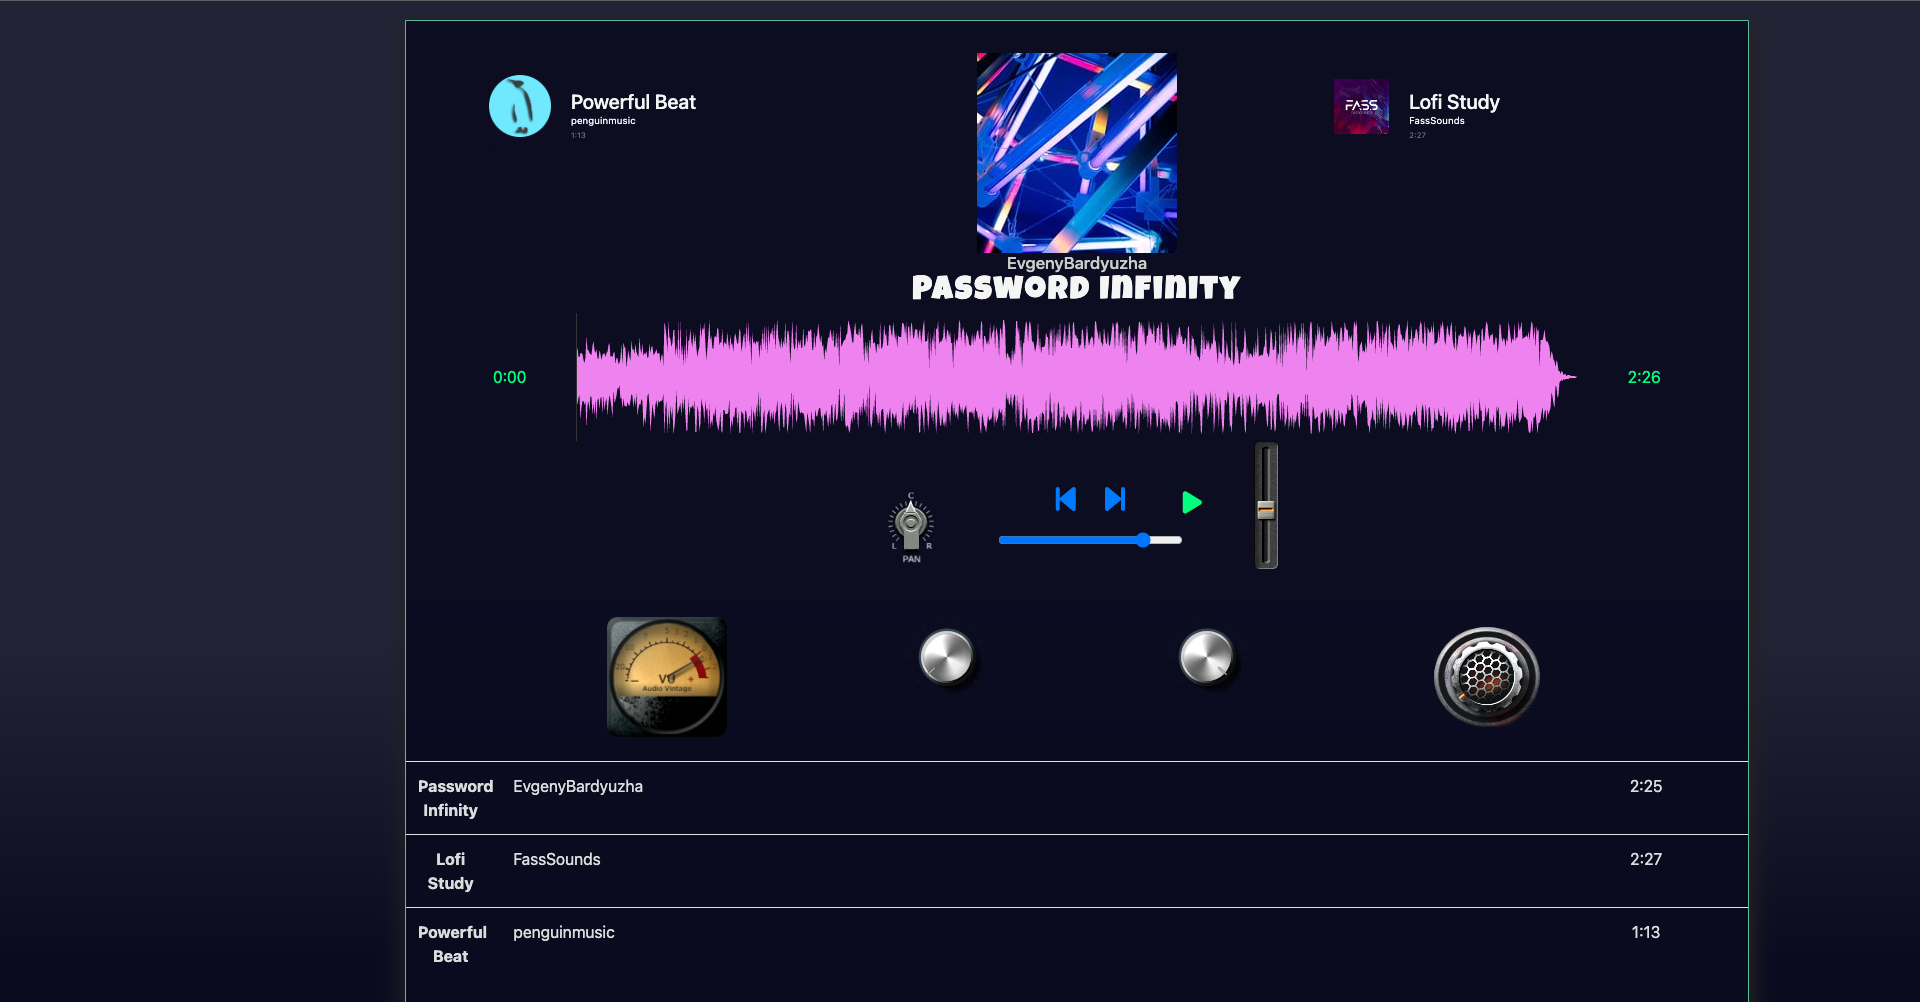 Powerful Beat
penguinmusic
1:13
FASS
Lofi Study
FassSounds
2:27
EvgenyBardyuzha
PASSWORD INFINITY
0:00
2:26
C
L R
PAN
VU
Audio Vintage
Password
Infinity
EvgenyBardyuzha
2:25
Lofi
Study
FassSounds
2:27
Powerful
Beat
penguinmusic
1:13